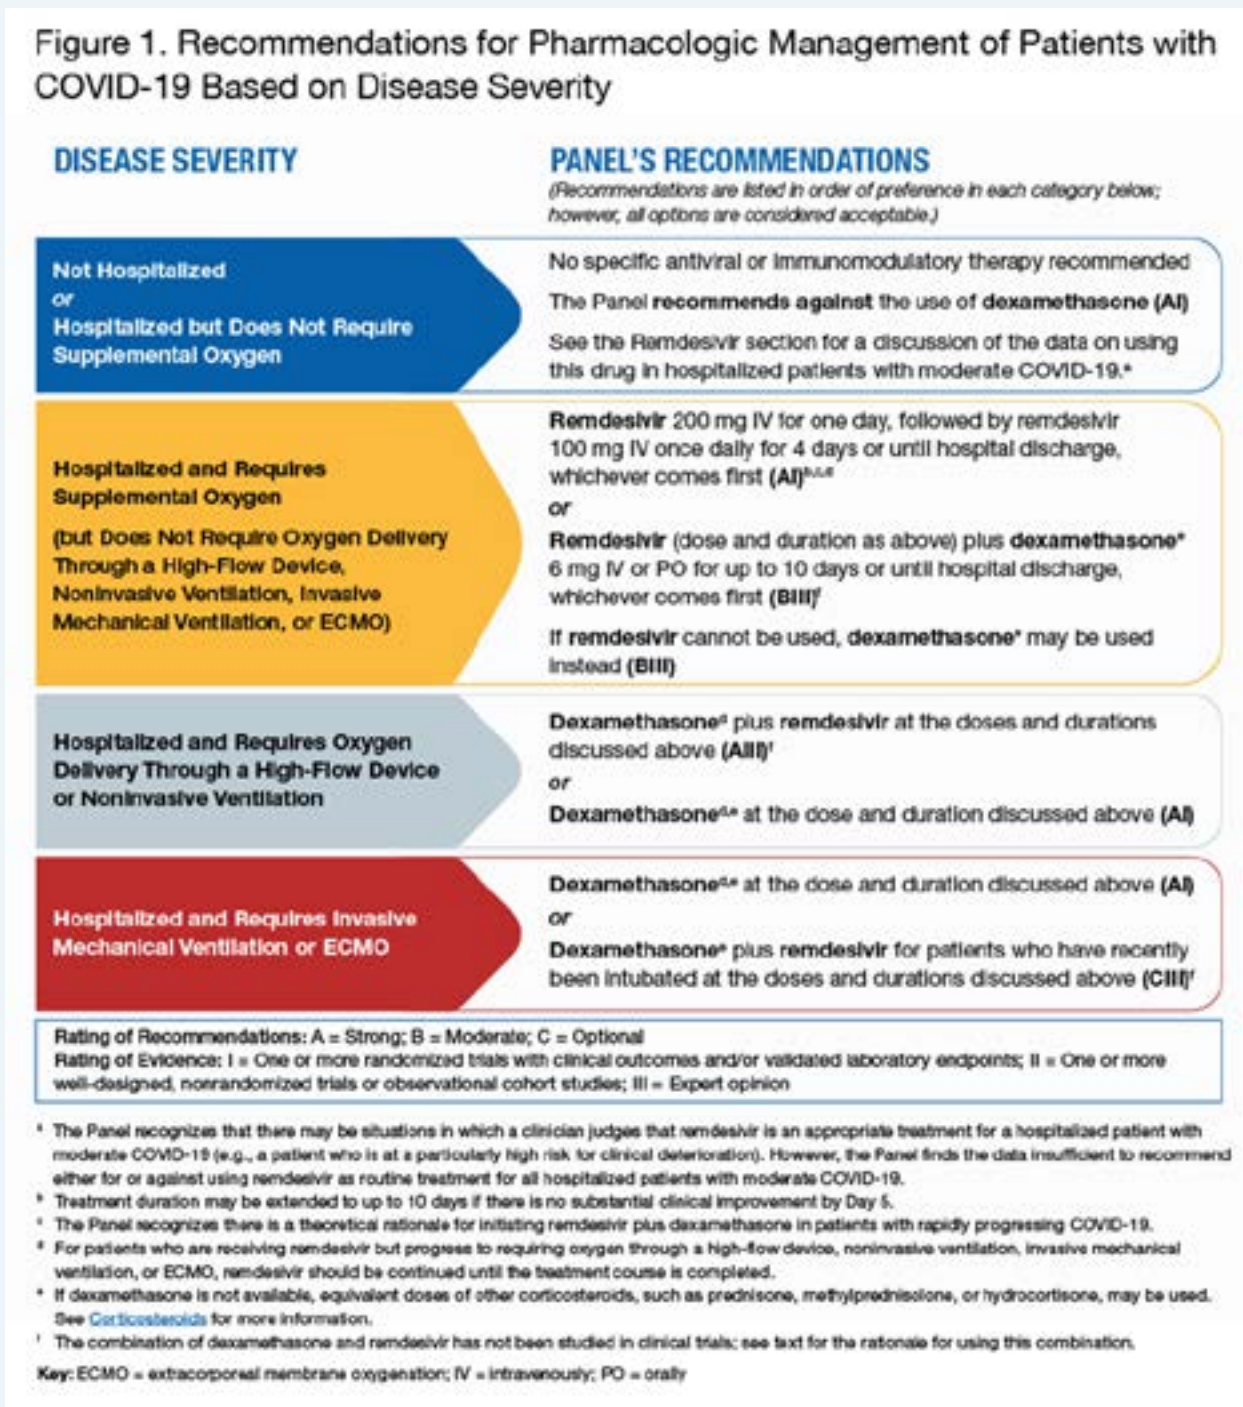 Figure 1. Recommendations for Pharmacologic Management of Patients with
COVID-19 Based on Disease Severity
DISEASE SEVERITY
PANEL'S RECOMMENDATIONS
(Recommendations are listed in order of preference in each category below;
however, all options are considered acceptable.)
Not Hospitalized
or
Hospitalized but Does Not Require
Supplemental Oxygen
No specific antiviral or immunomodulatory therapy recommended
The Panel recommends against the use of dexamethasone (AI)
See the Remdesivir section for a discussion of the data on using
this drug in hospitalized patients with moderate COVID-19.ᵃ
Hospitalized and Requires
Supplemental Oxygen
(but Does Not Require Oxygen Delivery
Through a High-Flow Device,
Noninvasive Ventilation, Invasive
Mechanical Ventilation, or ECMO)
Remdesivir 200 mg IV for one day, followed by remdesivir
100 mg IV once daily for 4 days or until hospital discharge,
whichever comes first (AI)ᵇ,ᶜ,ᵈ
or
Remdesivir (dose and duration as above) plus dexamethasoneᵉ
6 mg IV or PO for up to 10 days or until hospital discharge,
whichever comes first (BIII)ᶠ
If remdesivir cannot be used, dexamethasoneᵉ may be used
instead (BIII)
Hospitalized and Requires Oxygen
Delivery Through a High-Flow Device
or Noninvasive Ventilation
Dexamethasoneᵈ plus remdesivir at the doses and durations
discussed above (AIII)ᶠ
or
Dexamethasoneᵈ,ᵉ at the dose and duration discussed above (AI)
Hospitalized and Requires Invasive
Mechanical Ventilation or ECMO
Dexamethasoneᵈ,ᵉ at the dose and duration discussed above (AI)
or
Dexamethasoneᵉ plus remdesivir for patients who have recently
been intubated at the doses and durations discussed above (CIII)ᶠ
Rating of Recommendations: A = Strong; B = Moderate; C = Optional
Rating of Evidence: I = One or more randomized trials with clinical outcomes and/or validated laboratory endpoints; II = One or more
well-designed, nonrandomized trials or observational cohort studies; III = Expert opinion
ᵃ The Panel recognizes that there may be situations in which a clinician judges that remdesivir is an appropriate treatment for a hospitalized patient with
moderate COVID-19 (e.g., a patient who is at a particularly high risk for clinical deterioration). However, the Panel finds the data insufficient to recommend
either for or against using remdesivir as routine treatment for all hospitalized patients with moderate COVID-19.
ᵇ Treatment duration may be extended to up to 10 days if there is no substantial clinical improvement by Day 5.
ᶜ The Panel recognizes there is a theoretical rationale for initiating remdesivir plus dexamethasone in patients with rapidly progressing COVID-19.
ᵈ For patients who are receiving remdesivir but progress to requiring oxygen through a high-flow device, noninvasive ventilation, invasive mechanical
ventilation, or ECMO, remdesivir should be continued until the treatment course is completed.
ᵉ If dexamethasone is not available, equivalent doses of other corticosteroids, such as prednisone, methylprednisolone, or hydrocortisone, may be used.
See Corticosteroids for more information.
ᶠ The combination of dexamethasone and remdesivir has not been studied in clinical trials; see text for the rationale for using this combination.
Key: ECMO = extracorporeal membrane oxygenation; IV = intravenously; PO = orally